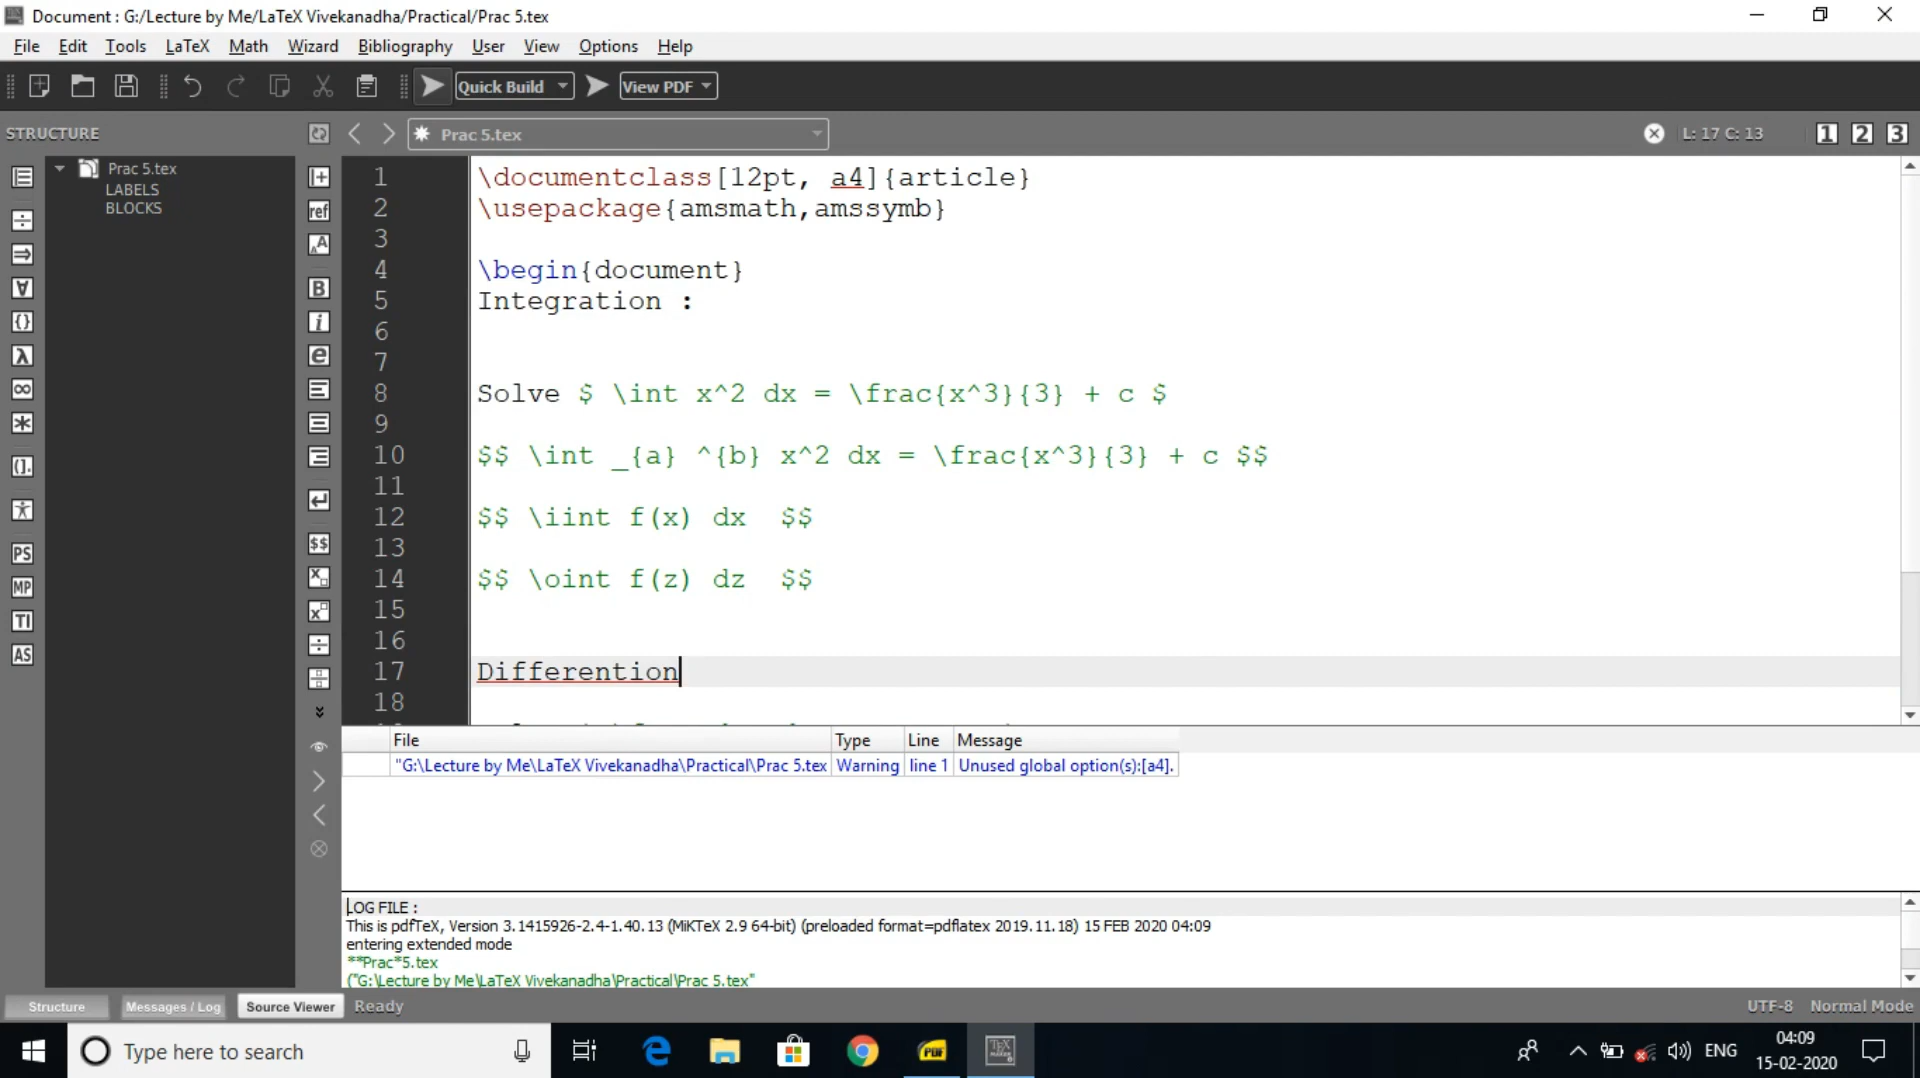 Document : G:/Lecture by Me/LaTeX Vivekanadha/Practical/Prac 5.tex
File Edit Tools LaTeX Math Wizard Bibliography User View Options Help
Quick Build View PDF
STRUCTURE Prac 5.tex L: 17 C: 13 1 2 3
Prac 5.tex
LABELS
BLOCKS
1 \documentclass[12pt, a4]{article}
2 \usepackage{amsmath,amssymb}
3
4 \begin{document}
5 Integration :
6
7
8 Solve $ \int x^2 dx = \frac{x^3}{3} + c $
9
10 $$ \int _{a} ^{b} x^2 dx = \frac{x^3}{3} + c $$
11
12 $$ \iint f(x) dx $$
13
14 $$ \oint f(z) dz $$
15
16
17 Differention
18
File Type Line Message
"G:\Lecture by Me\LaTeX Vivekanadha\Practical\Prac 5.tex Warning line 1 Unused global option(s):[a4].
LOG FILE :
This is pdfTeX, Version 3.1415926-2.4-1.40.13 (MiKTeX 2.9 64-bit) (preloaded format=pdflatex 2019.11.18) 15 FEB 2020 04:09
entering extended mode
**Prac*5.tex
("G:\Lecture by Me\LaTeX Vivekanadha\Practical\Prac 5.tex"
Structure Messages / Log Source Viewer Ready UTF-8 Normal Mode
Type here to search ENG 04:09
15-02-2020